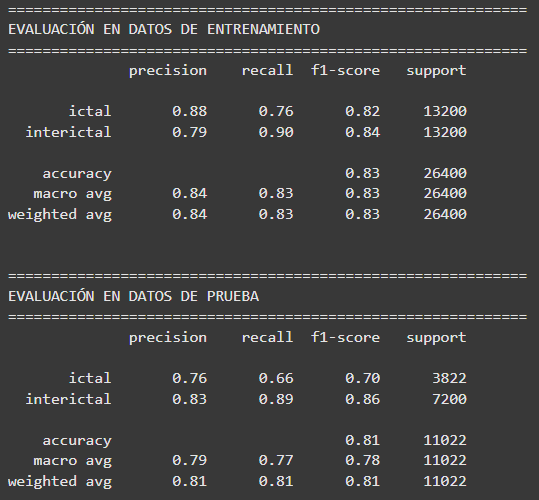 ============================================================
EVALUACIÓN EN DATOS DE ENTRENAMIENTO
============================================================
              precision    recall  f1-score   support

       ictal       0.88      0.76      0.82     13200
  interictal       0.79      0.90      0.84     13200

    accuracy                           0.83     26400
   macro avg       0.84      0.83      0.83     26400
weighted avg       0.84      0.83      0.83     26400

============================================================
EVALUACIÓN EN DATOS DE PRUEBA
============================================================
              precision    recall  f1-score   support

       ictal       0.76      0.66      0.70      3822
  interictal       0.83      0.89      0.86      7200

    accuracy                           0.81     11022
   macro avg       0.79      0.77      0.78     11022
weighted avg       0.81      0.81      0.81     11022